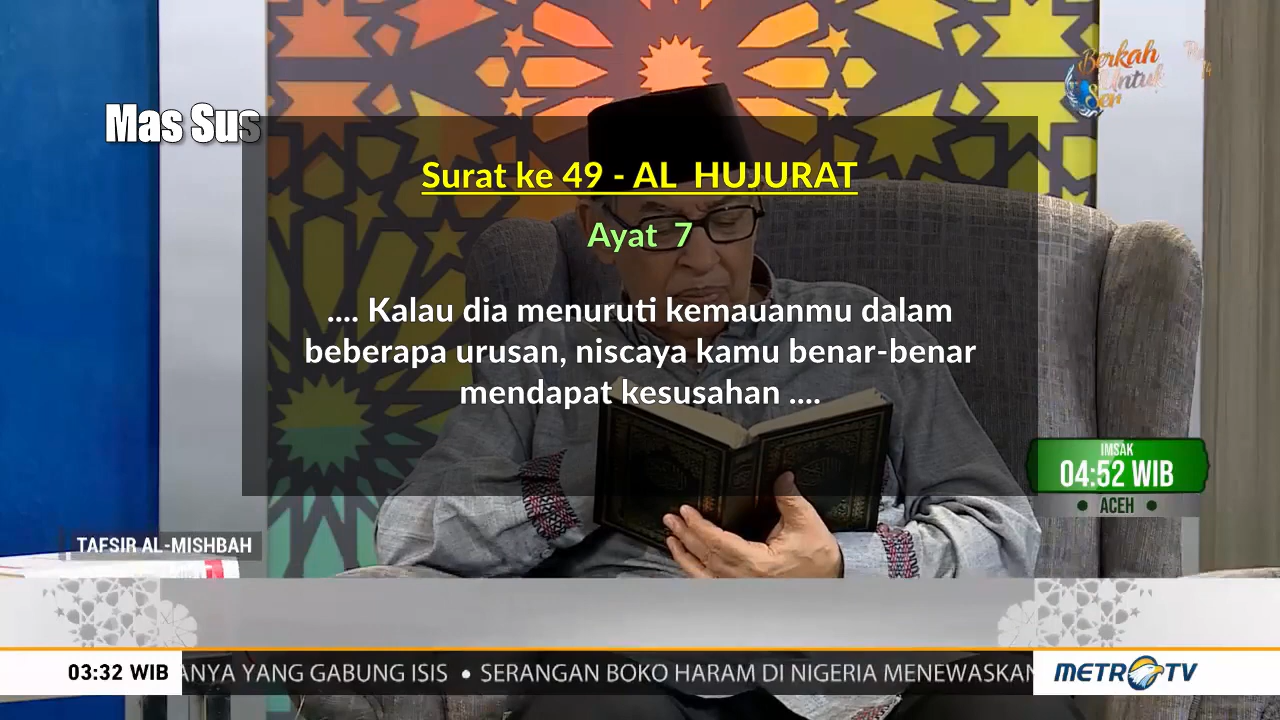 Berkah
Untuk
Mas Sus
Surat ke 49 - AL HUJURAT
Ayat 7
.... Kalau dia menuruti kemauanmu dalam
beberapa urusan, niscaya kamu benar-benar
mendapat kesusahan ....
IMSAK
04:52 WIB
• ACEH •
TAFSIR AL-MISHBAH
03:32 WIB
ANYA YANG GABUNG ISIS • SERANGAN BOKO HARAM DI NIGERIA MENEWASKAN
METRO TV